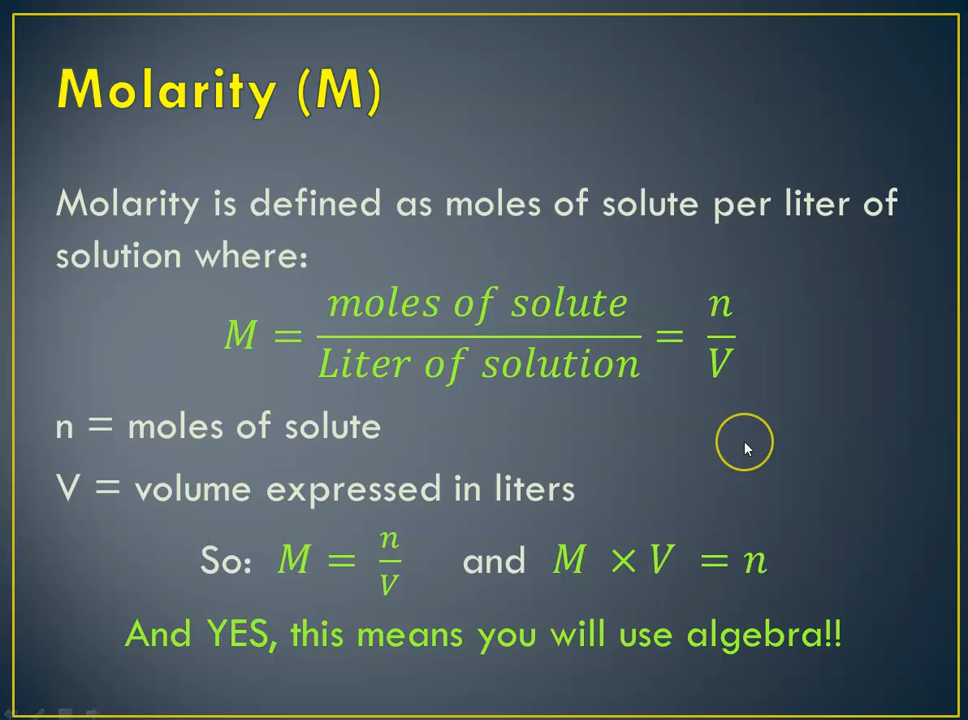 Molarity (M)
Molarity is defined as moles of solute per liter of
solution where:
M = moles of solute / Liter of solution = n / V
n = moles of solute
V = volume expressed in liters
So: M = n / V and M × V = n
And YES, this means you will use algebra!!